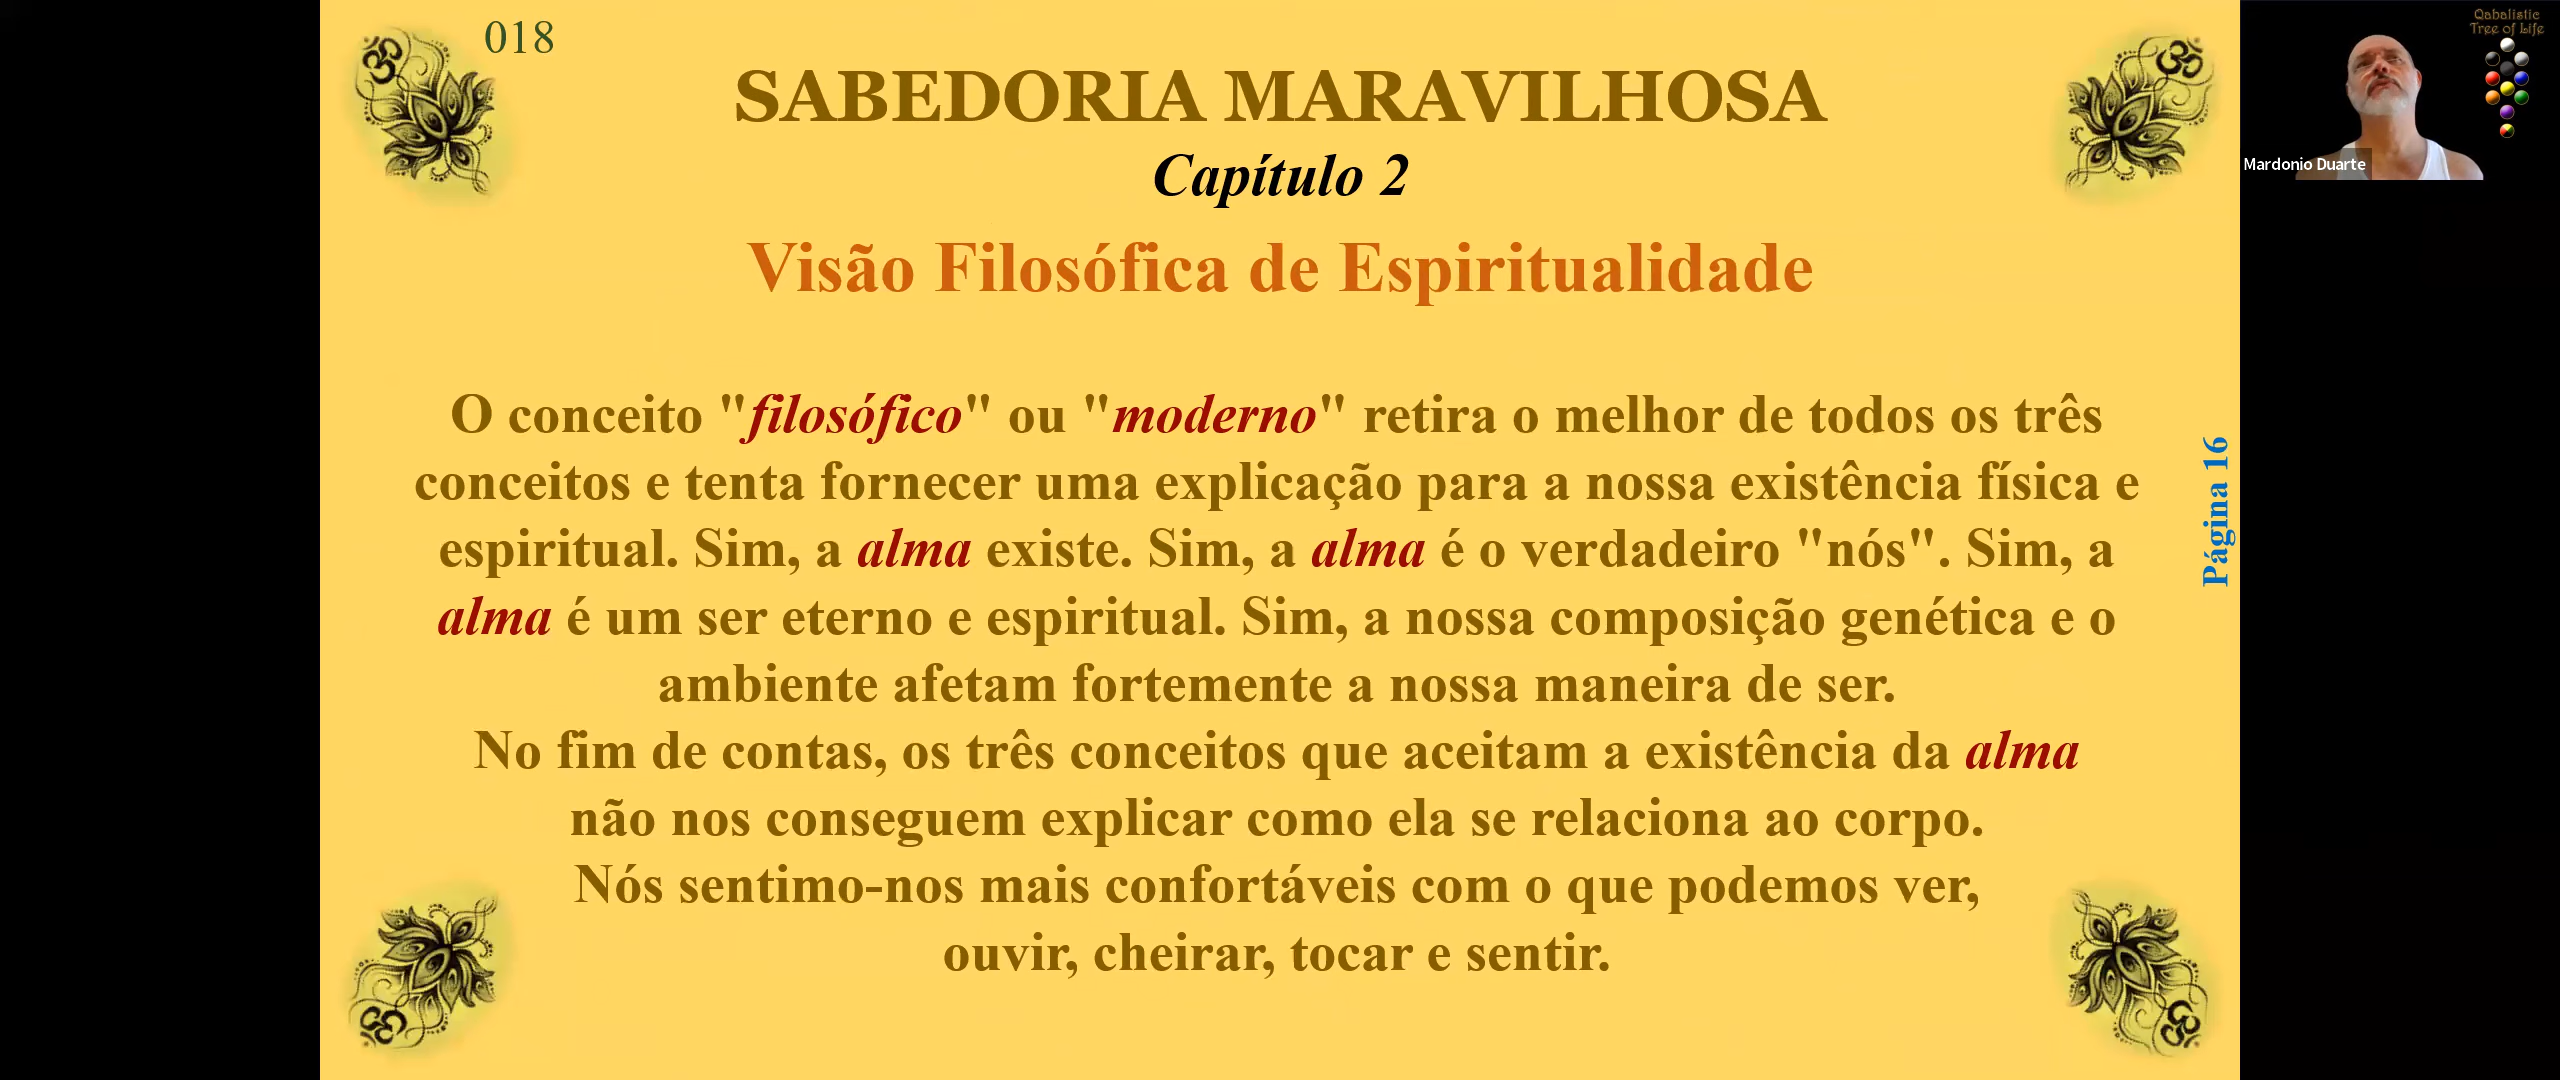 018
SABEDORIA MARAVILHOSA
Capítulo 2
Visão Filosófica de Espiritualidade
O conceito "filosófico" ou "moderno" retira o melhor de todos os três
conceitos e tenta fornecer uma explicação para a nossa existência física e
espiritual. Sim, a alma existe. Sim, a alma é o verdadeiro "nós". Sim, a
alma é um ser eterno e espiritual. Sim, a nossa composição genética e o
ambiente afetam fortemente a nossa maneira de ser.
No fim de contas, os três conceitos que aceitam a existência da alma
não nos conseguem explicar como ela se relaciona ao corpo.
Nós sentimo-nos mais confortáveis com o que podemos ver,
ouvir, cheirar, tocar e sentir.
Página 16
Qabalistic
Tree of Life
Mardonio Duarte
ॐ
ॐ
ॐ
ॐ